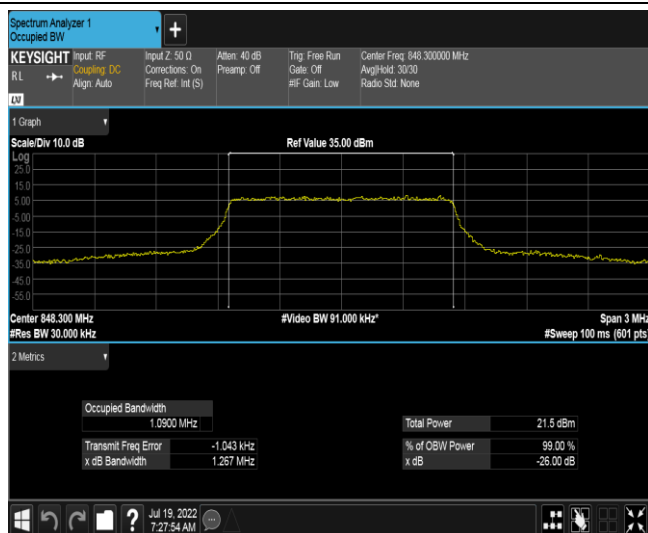 Spectrum Analyzer 1
Occupied BW
+
KEYSIGHT Input: RF Input Z: 50 Ω Atten: 40 dB Trig: Free Run Center Freq: 848.300000 MHz
RL Coupling: DC Corrections: On Preamp: Off Gate: Off Avg|Hold: 30/30
Align: Auto Freq Ref: Int (S) #IF Gain: Low Radio Std: None
LXI
1 Graph
Scale/Div 10.0 dB Ref Value 35.00 dBm
Log
25.0
15.0
5.00
-5.00
-15.0
-25.0
-35.0
-45.0
-55.0
Center 848.300 MHz #Video BW 91.000 kHz* Span 3 MHz
#Res BW 30.000 kHz #Sweep 100 ms (601 pts)
2 Metrics
Occupied Bandwidth
1.0900 MHz Total Power 21.5 dBm
Transmit Freq Error -1.043 kHz % of OBW Power 99.00 %
x dB Bandwidth 1.267 MHz x dB -26.00 dB
? Jul 19, 2022
7:27:54 AM